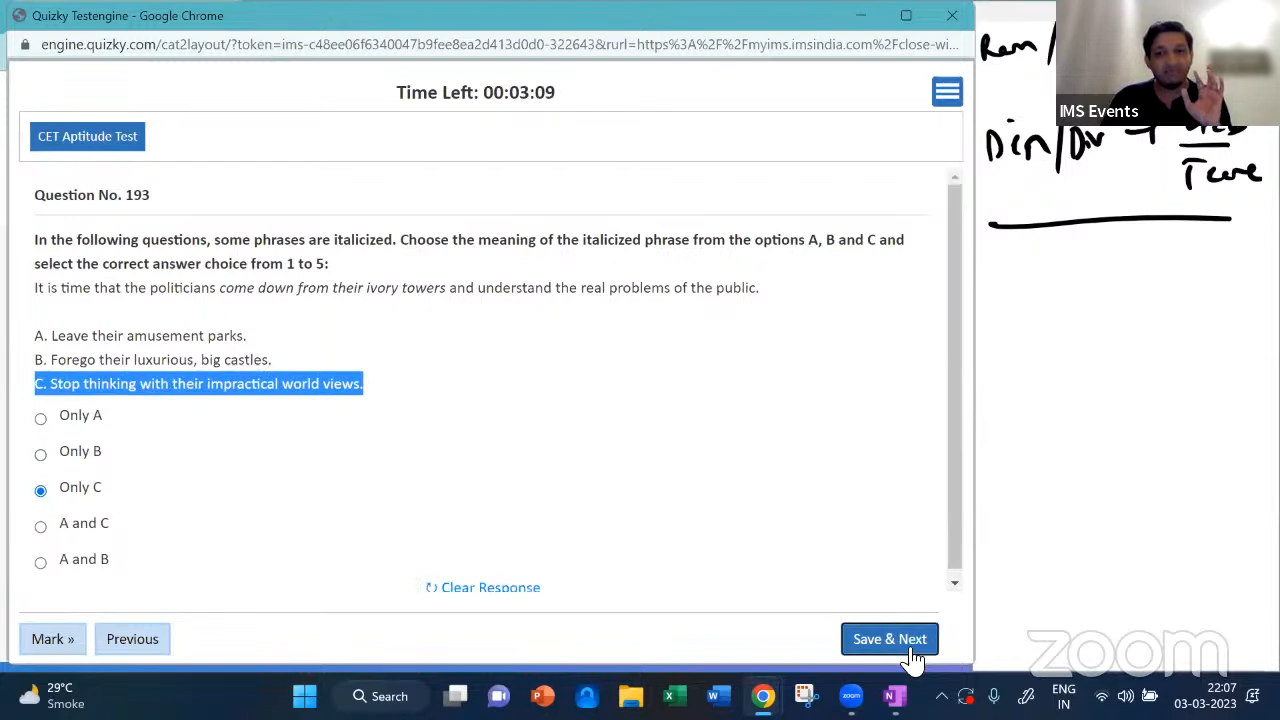 Quizky Testengine - Google Chrome
engine.quizky.com/cat2layout/?token=ims-c48ee06f6340047b9fee8ea2d413d0d0-322643&rurl=https%3A%2F%2Fmyims.imsindia.com%2Fclose-wi...
Time Left: 00:03:09
CET Aptitude Test
Question No. 193
In the following questions, some phrases are italicized. Choose the meaning of the italicized phrase from the options A, B and C and
select the correct answer choice from 1 to 5:
It is time that the politicians come down from their ivory towers and understand the real problems of the public.
A. Leave their amusement parks.
B. Forego their luxurious, big castles.
C. Stop thinking with their impractical world views.
Only A
Only B
Only C
A and C
A and B
Clear Response
Mark »
Previous
Save & Next
Rem/
IMS Events
zoom
29°C
Smoke
Search
zoom
ENG
IN
22:07
03-03-2023